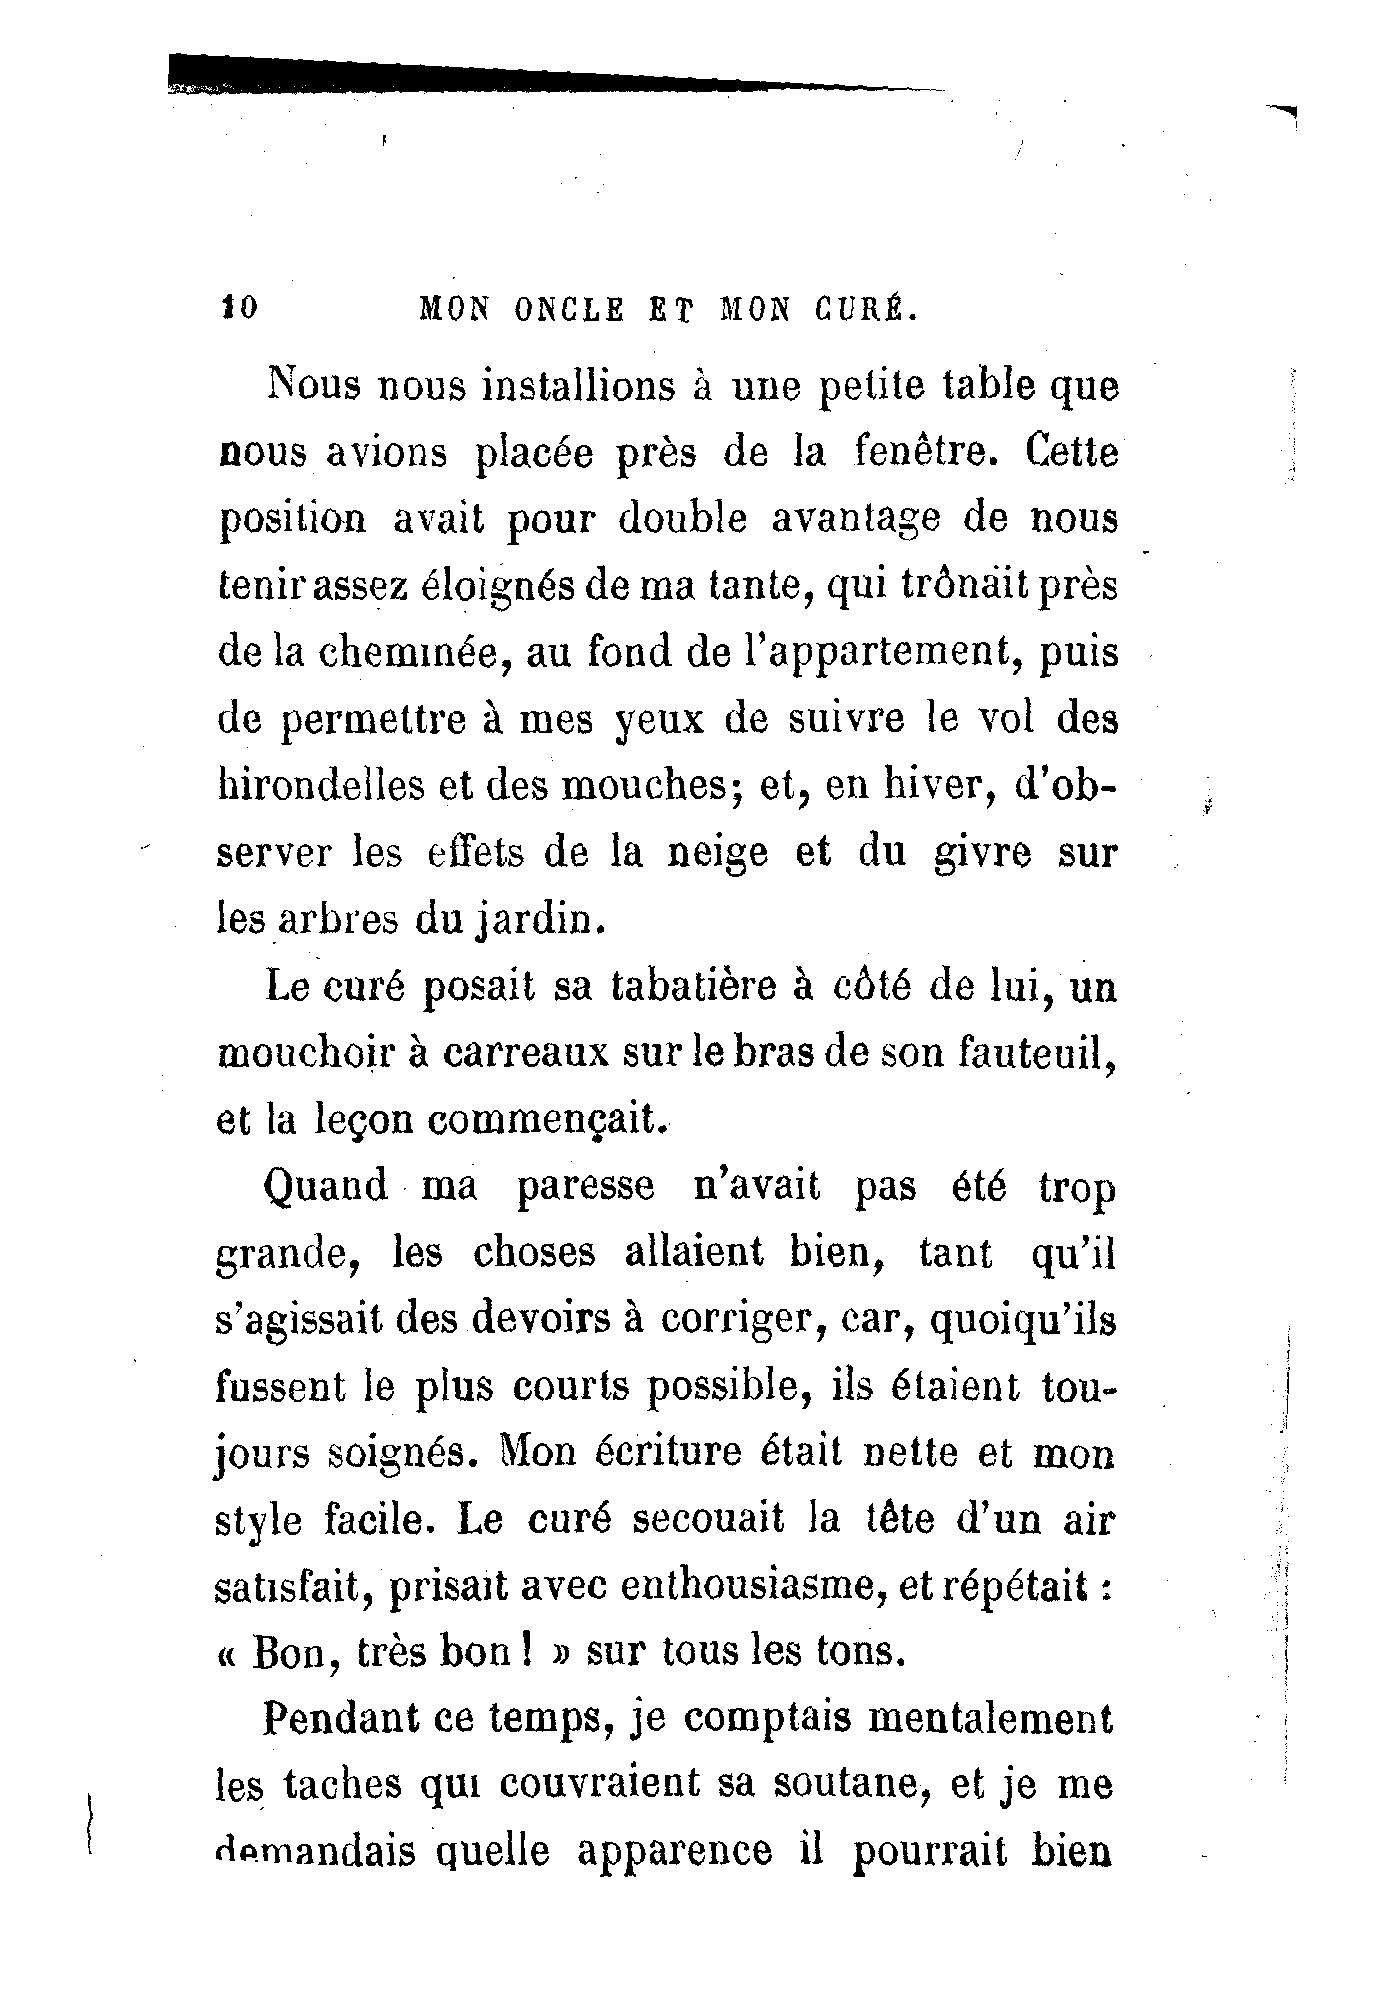 10 MON ONCLE ET MON CURÉ.
Nous nous installions à une petite table que
nous avions placée près de la fenêtre. Cette
position avait pour double avantage de nous
tenir assez éloignés de ma tante, qui trônait près
de la cheminée, au fond de l'appartement, puis
de permettre à mes yeux de suivre le vol des
hirondelles et des mouches; et, en hiver, d'ob-
server les effets de la neige et du givre sur
les arbres du jardin.
Le curé posait sa tabatière à côté de lui, un
mouchoir à carreaux sur le bras de son fauteuil,
et la leçon commençait.
Quand ma paresse n'avait pas été trop
grande, les choses allaient bien, tant qu'il
s'agissait des devoirs à corriger, car, quoiqu'ils
fussent le plus courts possible, ils étaient tou-
jours soignés. Mon écriture était nette et mon
style facile. Le curé secouait la tête d'un air
satisfait, prisait avec enthousiasme, et répétait :
« Bon, très bon ! » sur tous les tons.
Pendant ce temps, je comptais mentalement
les taches qui couvraient sa soutane, et je me
demandais quelle apparence il pourrait bien